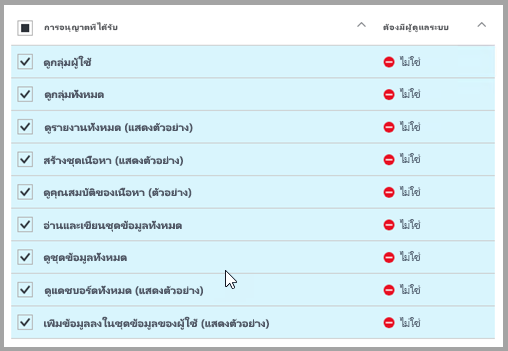 การอนุญาตที่ได้รับ ต้องมีผู้ดูแลระบบ
ดูกลุ่มผู้ใช้ ไม่ใช่
ดูกลุ่มทั้งหมด ไม่ใช่
ดูรายงานทั้งหมด (แสดงตัวอย่าง) ไม่ใช่
สร้างชุดเนื้อหา (แสดงตัวอย่าง) ไม่ใช่
ดูคุณสมบัติของเนื้อหา (ตัวอย่าง) ไม่ใช่
อ่านและเขียนชุดข้อมูลทั้งหมด ไม่ใช่
ดูชุดข้อมูลทั้งหมด ไม่ใช่
ดูแดชบอร์ดทั้งหมด (แสดงตัวอย่าง) ไม่ใช่
เพิ่มข้อมูลลงในชุดข้อมูลของผู้ใช้ (แสดงตัวอย่าง) ไม่ใช่